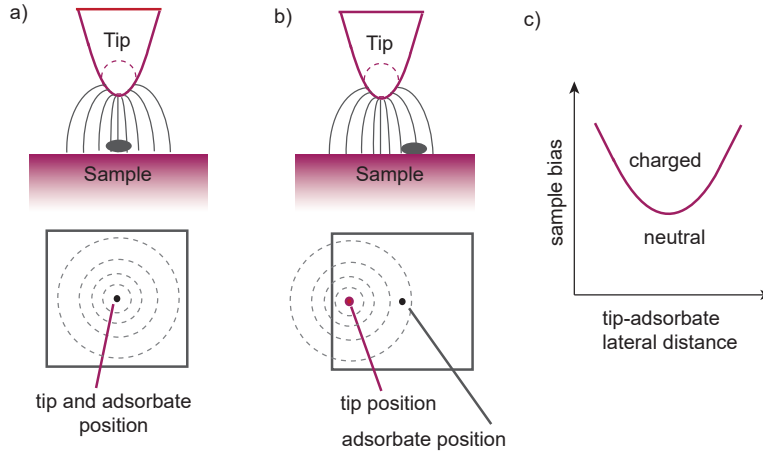 a)
Tip
Sample
tip and adsorbate
position
b)
Tip
Sample
tip position
adsorbate position
c)
sample bias
charged
neutral
tip-adsorbate
lateral distance